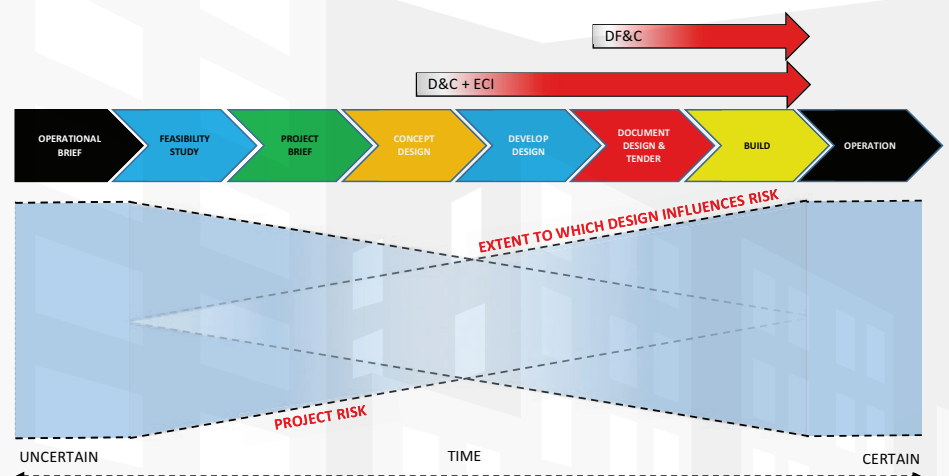 DF&C
D&C + ECI
OPERATIONAL
BRIEF
FEASIBILITY
STUDY
PROJECT
BRIEF
CONCEPT
DESIGN
DEVELOP
DESIGN
DOCUMENT
DESIGN &
TENDER
BUILD
OPERATION
EXTENT TO WHICH DESIGN INFLUENCES RISK
PROJECT RISK
UNCERTAIN
TIME
CERTAIN